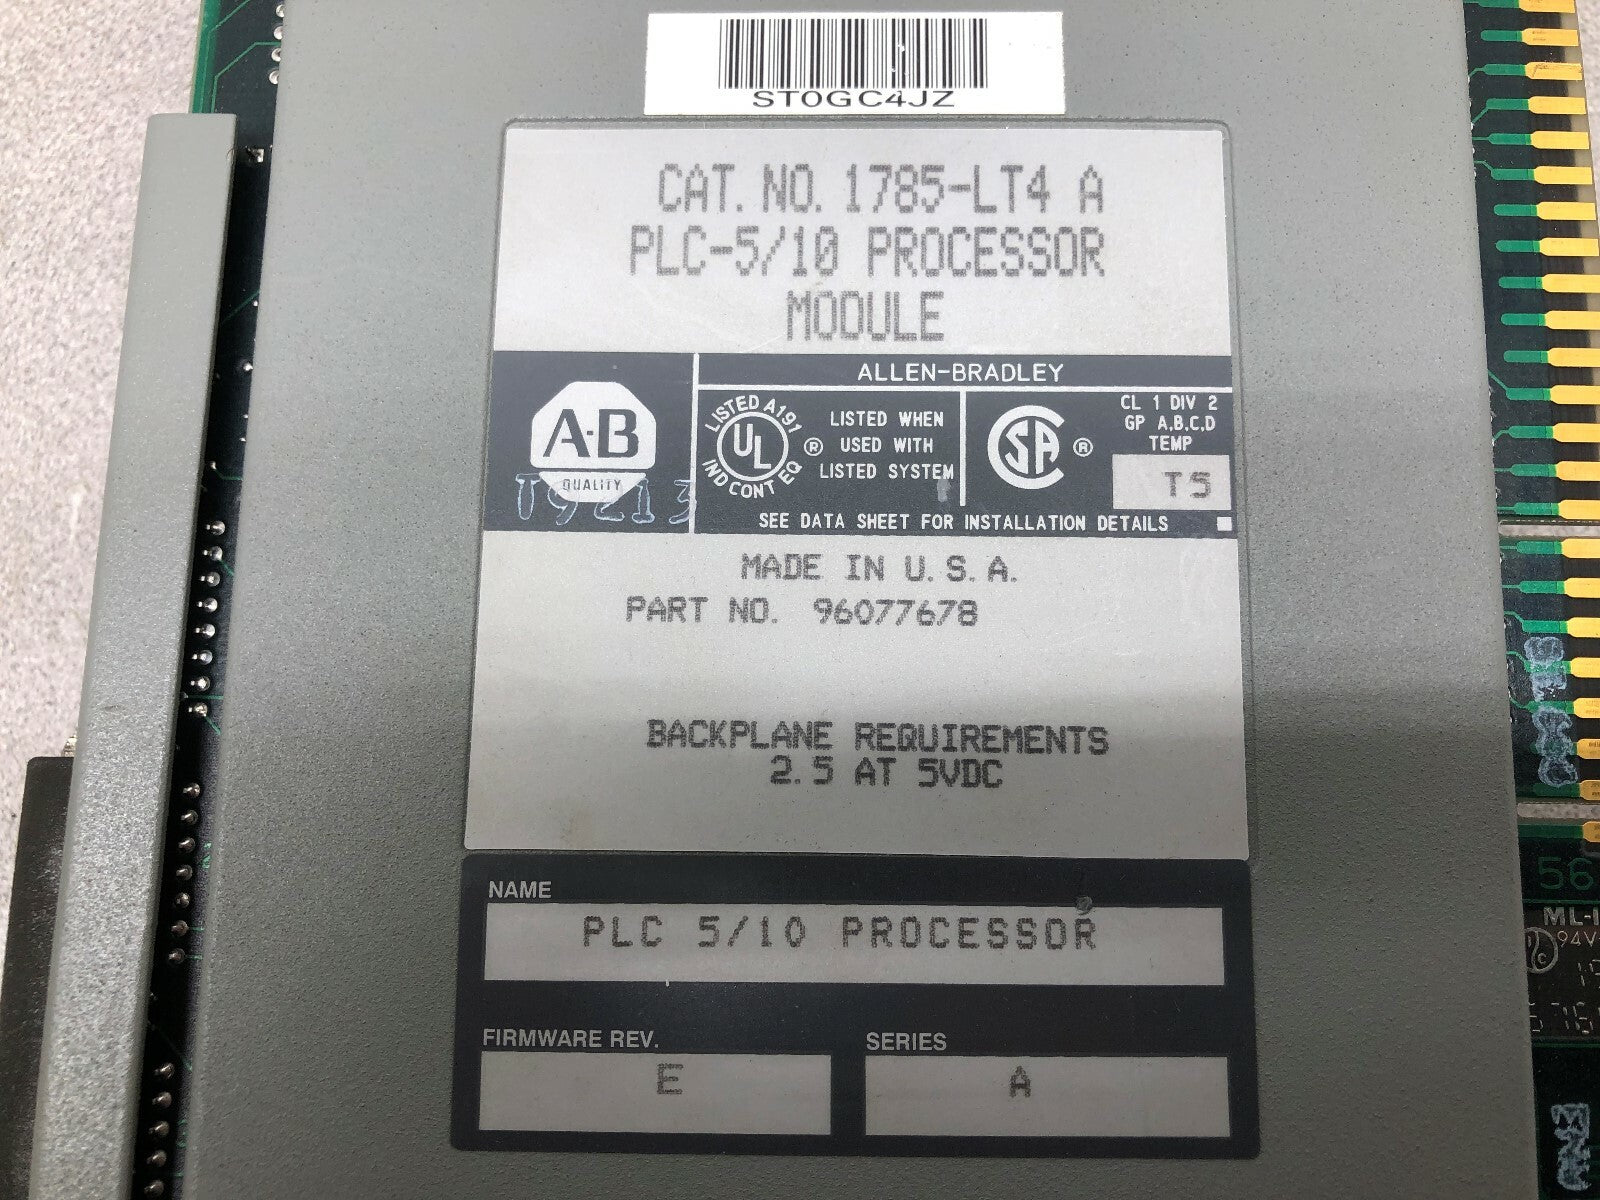 ST0GC4JZ
CAT. NO. 1785-LT4 A
PLC-5/10 PROCESSOR
MODULE
ALLEN-BRADLEY
A-B
QUALITY
LISTED A191
UL
IND CONT EQ
®
LISTED WHEN
USED WITH
LISTED SYSTEM
SA
®
CL 1 DIV 2
GP A,B,C,D
TEMP
T5
SEE DATA SHEET FOR INSTALLATION DETAILS
MADE IN U.S.A.
PART NO. 96077678
BACKPLANE REQUIREMENTS
2.5 AT 5VDC
NAME
PLC 5/10 PROCESSOR
FIRMWARE REV.
E
SERIES
A
56
94V